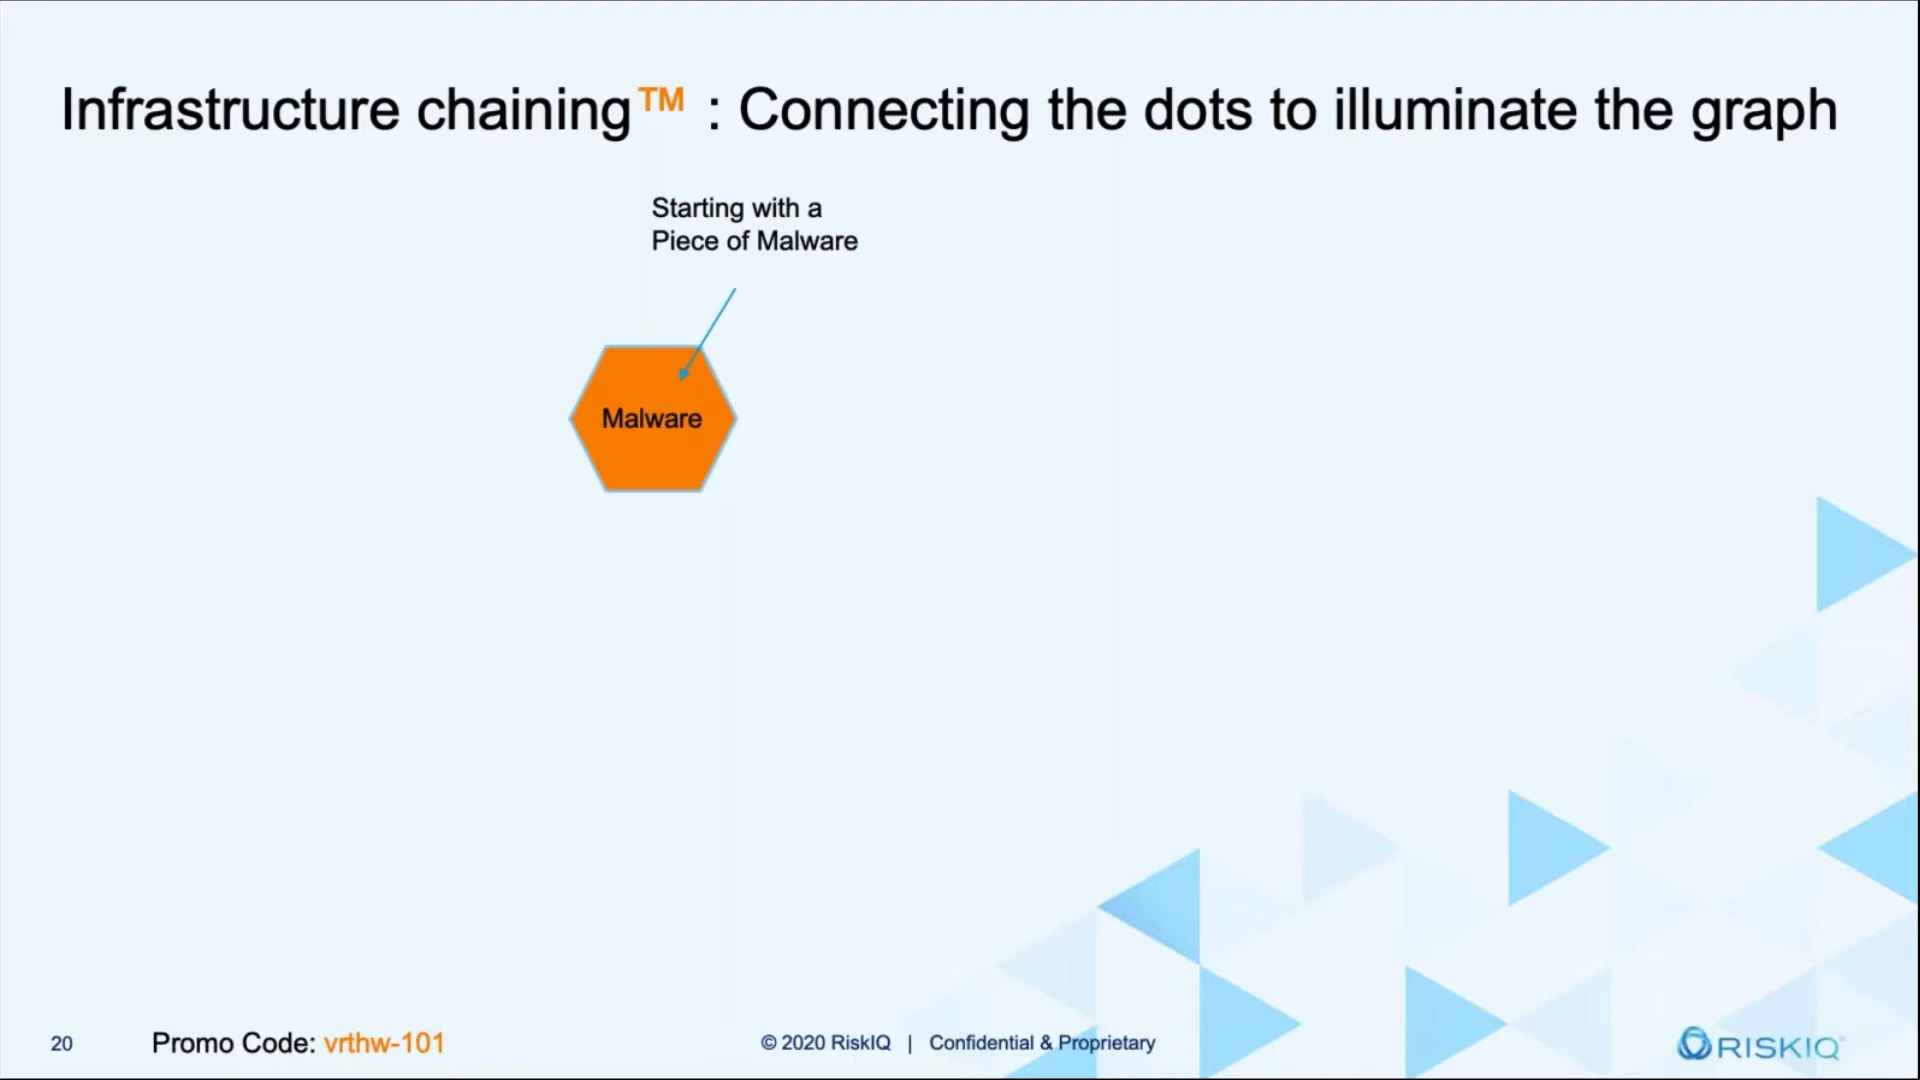 Infrastructure chaining™ : Connecting the dots to illuminate the graph
Starting with a
Piece of Malware
Malware
20
Promo Code: vrthw-101
© 2020 RiskIQ | Confidential & Proprietary
RISKIQ